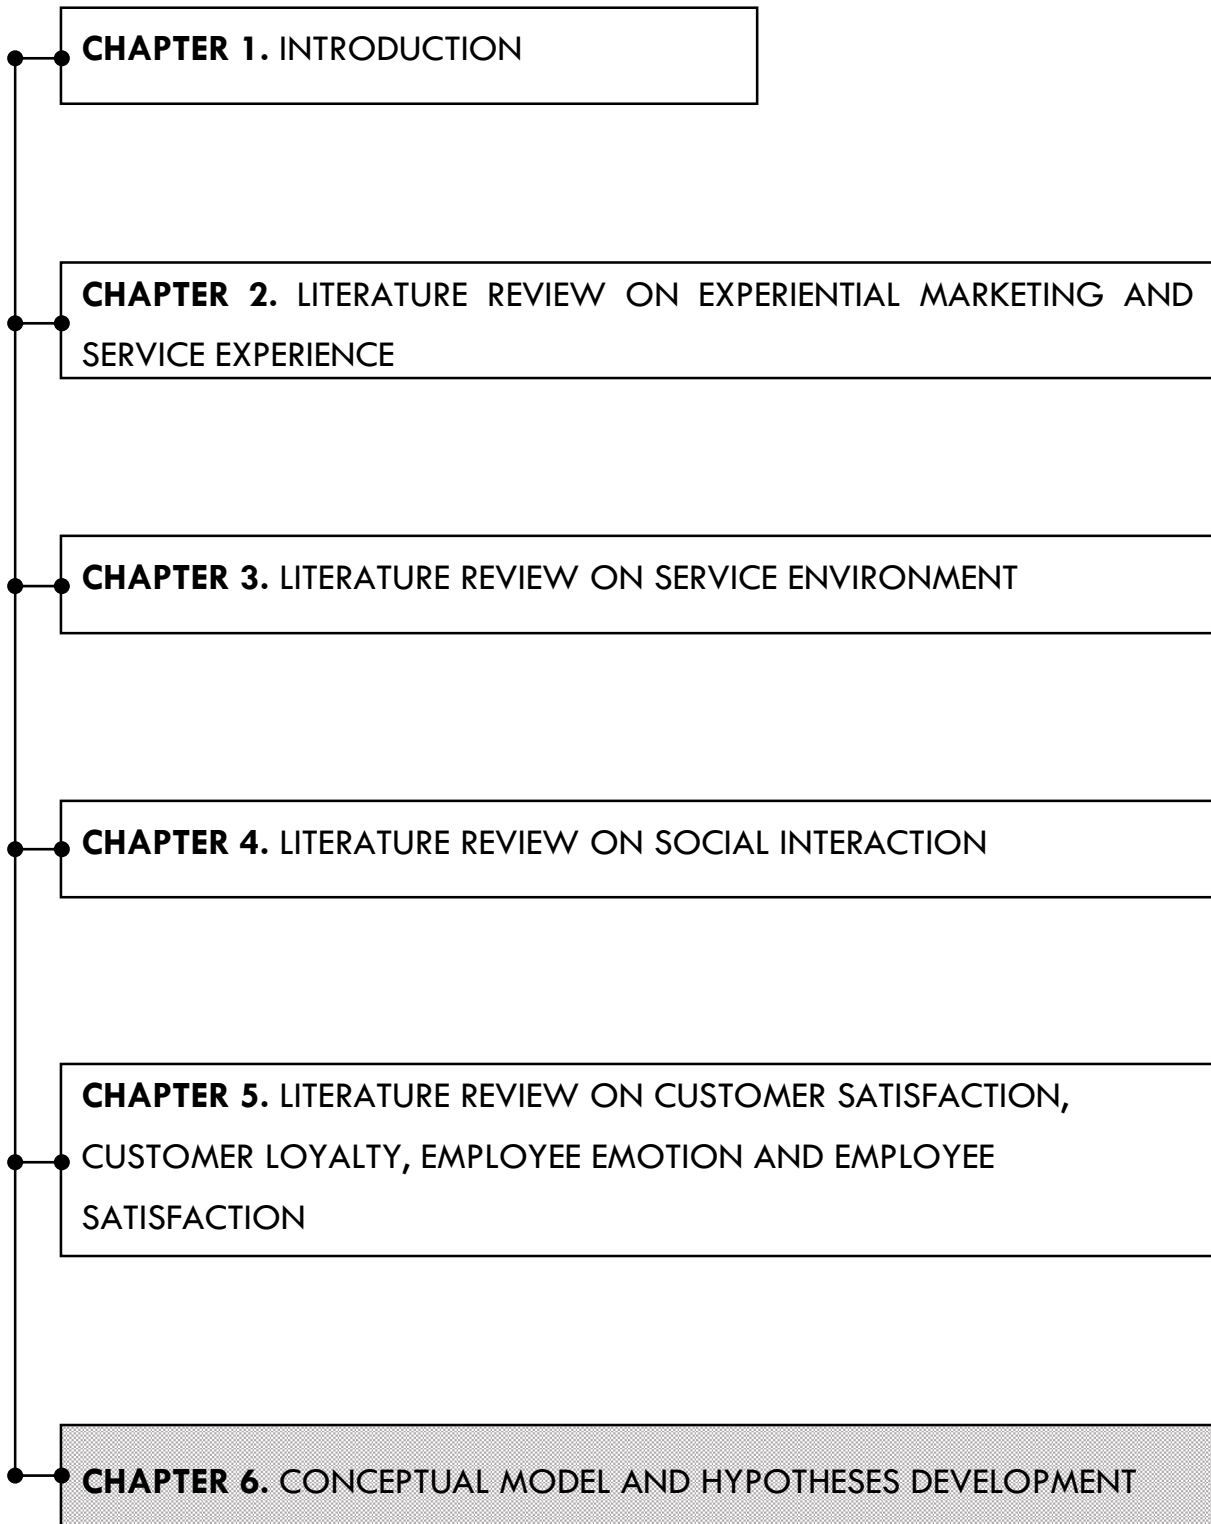 CHAPTER 1. INTRODUCTION
CHAPTER 2. LITERATURE REVIEW ON EXPERIENTIAL MARKETING AND
SERVICE EXPERIENCE
CHAPTER 3. LITERATURE REVIEW ON SERVICE ENVIRONMENT
CHAPTER 4. LITERATURE REVIEW ON SOCIAL INTERACTION
CHAPTER 5. LITERATURE REVIEW ON CUSTOMER SATISFACTION,
CUSTOMER LOYALTY, EMPLOYEE EMOTION AND EMPLOYEE
SATISFACTION
CHAPTER 6. CONCEPTUAL MODEL AND HYPOTHESES DEVELOPMENT